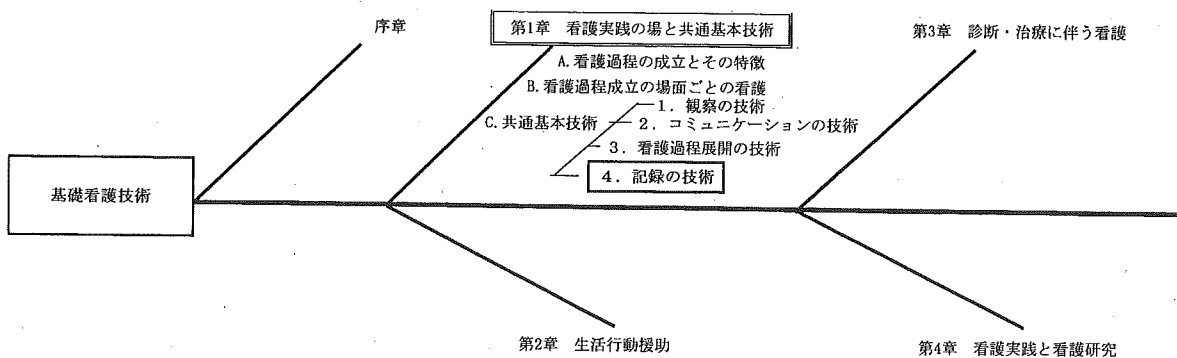 序章
第1章 看護実践の場と共通基本技術
第3章 診断・治療に伴う看護
A.看護過程の成立とその特徴
B.看護過程成立の場面ごとの看護
1．観察の技術
C.共通基本技術
2．コミュニケーションの技術
3．看護過程展開の技術
4．記録の技術
基礎看護技術
第2章 生活行動援助
第4章 看護実践と看護研究